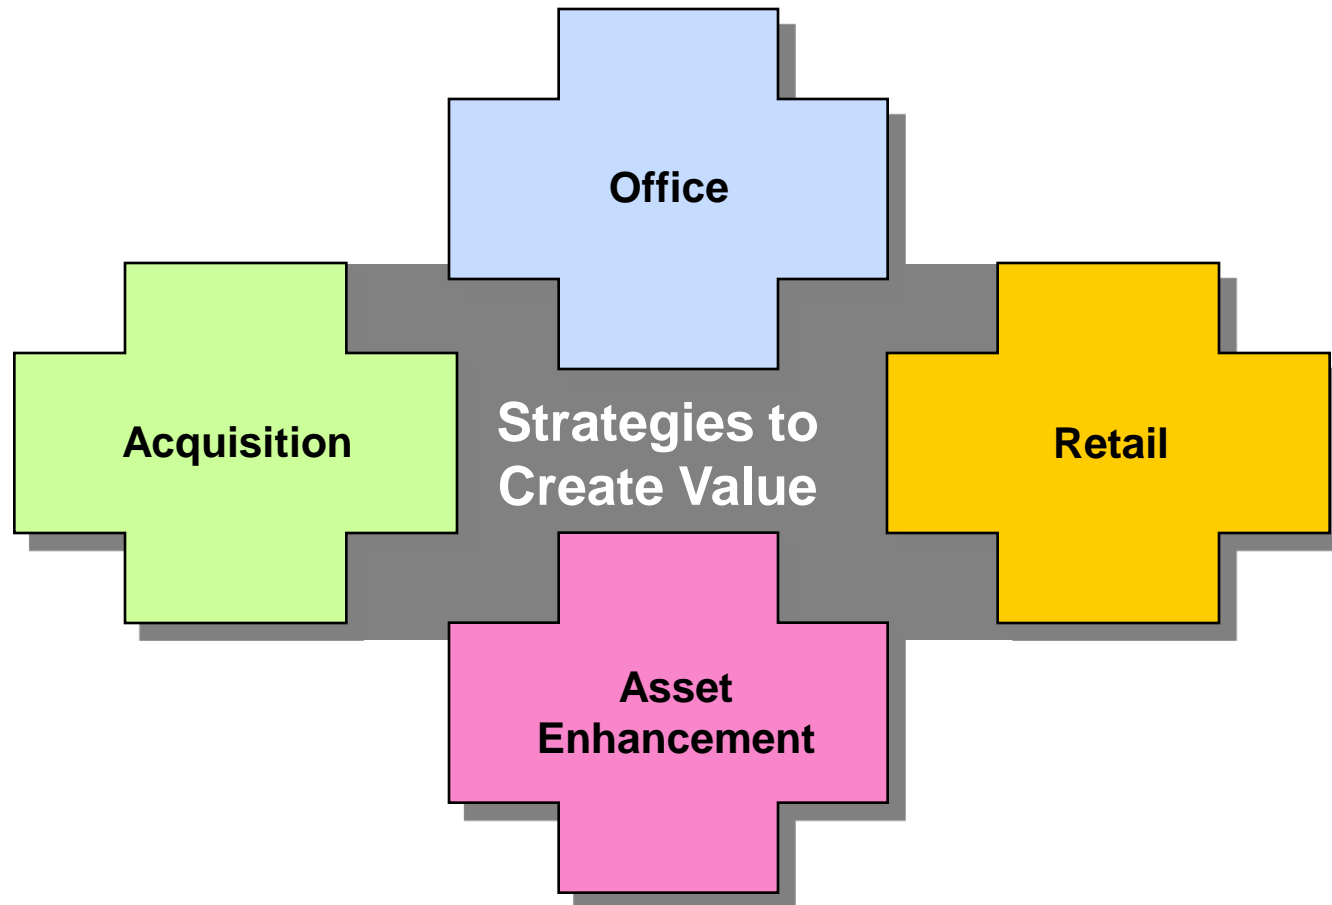 Office
Acquisition
Strategies to
Create Value
Retail
Asset
Enhancement